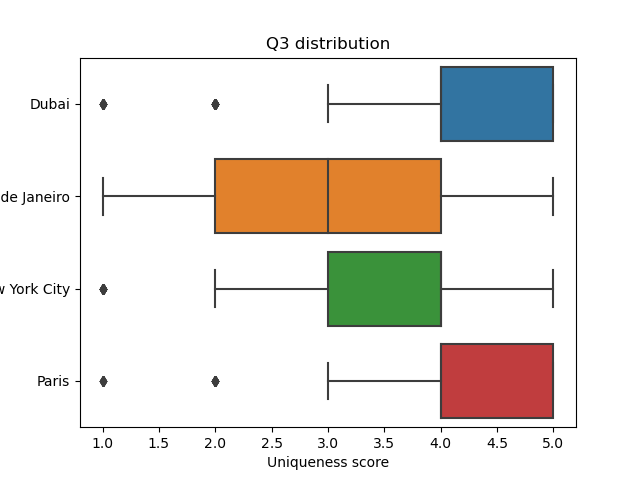 Q3 distribution
Dubai
de Janeiro
w York City
Paris
1.0 1.5 2.0 2.5 3.0 3.5 4.0 4.5 5.0
Uniqueness score